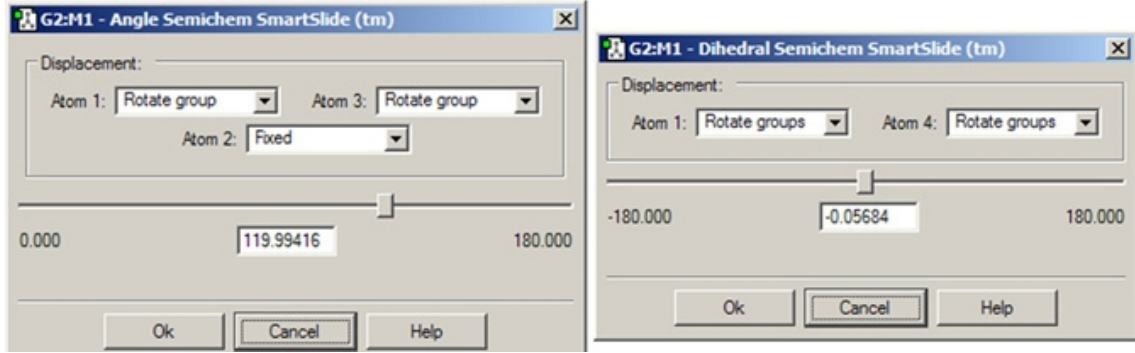 G2:M1 - Angle Semichem SmartSlide (tm)
Displacement:
Atom 1: Rotate group Atom 3: Rotate group
Atom 2: Fixed
0.000 119.99416 180.000
Ok Cancel Help
G2:M1 - Dihedral Semichem SmartSlide (tm)
Displacement:
Atom 1: Rotate groups Atom 4: Rotate groups
-180.000 -0.05684 180.000
Ok Cancel Help